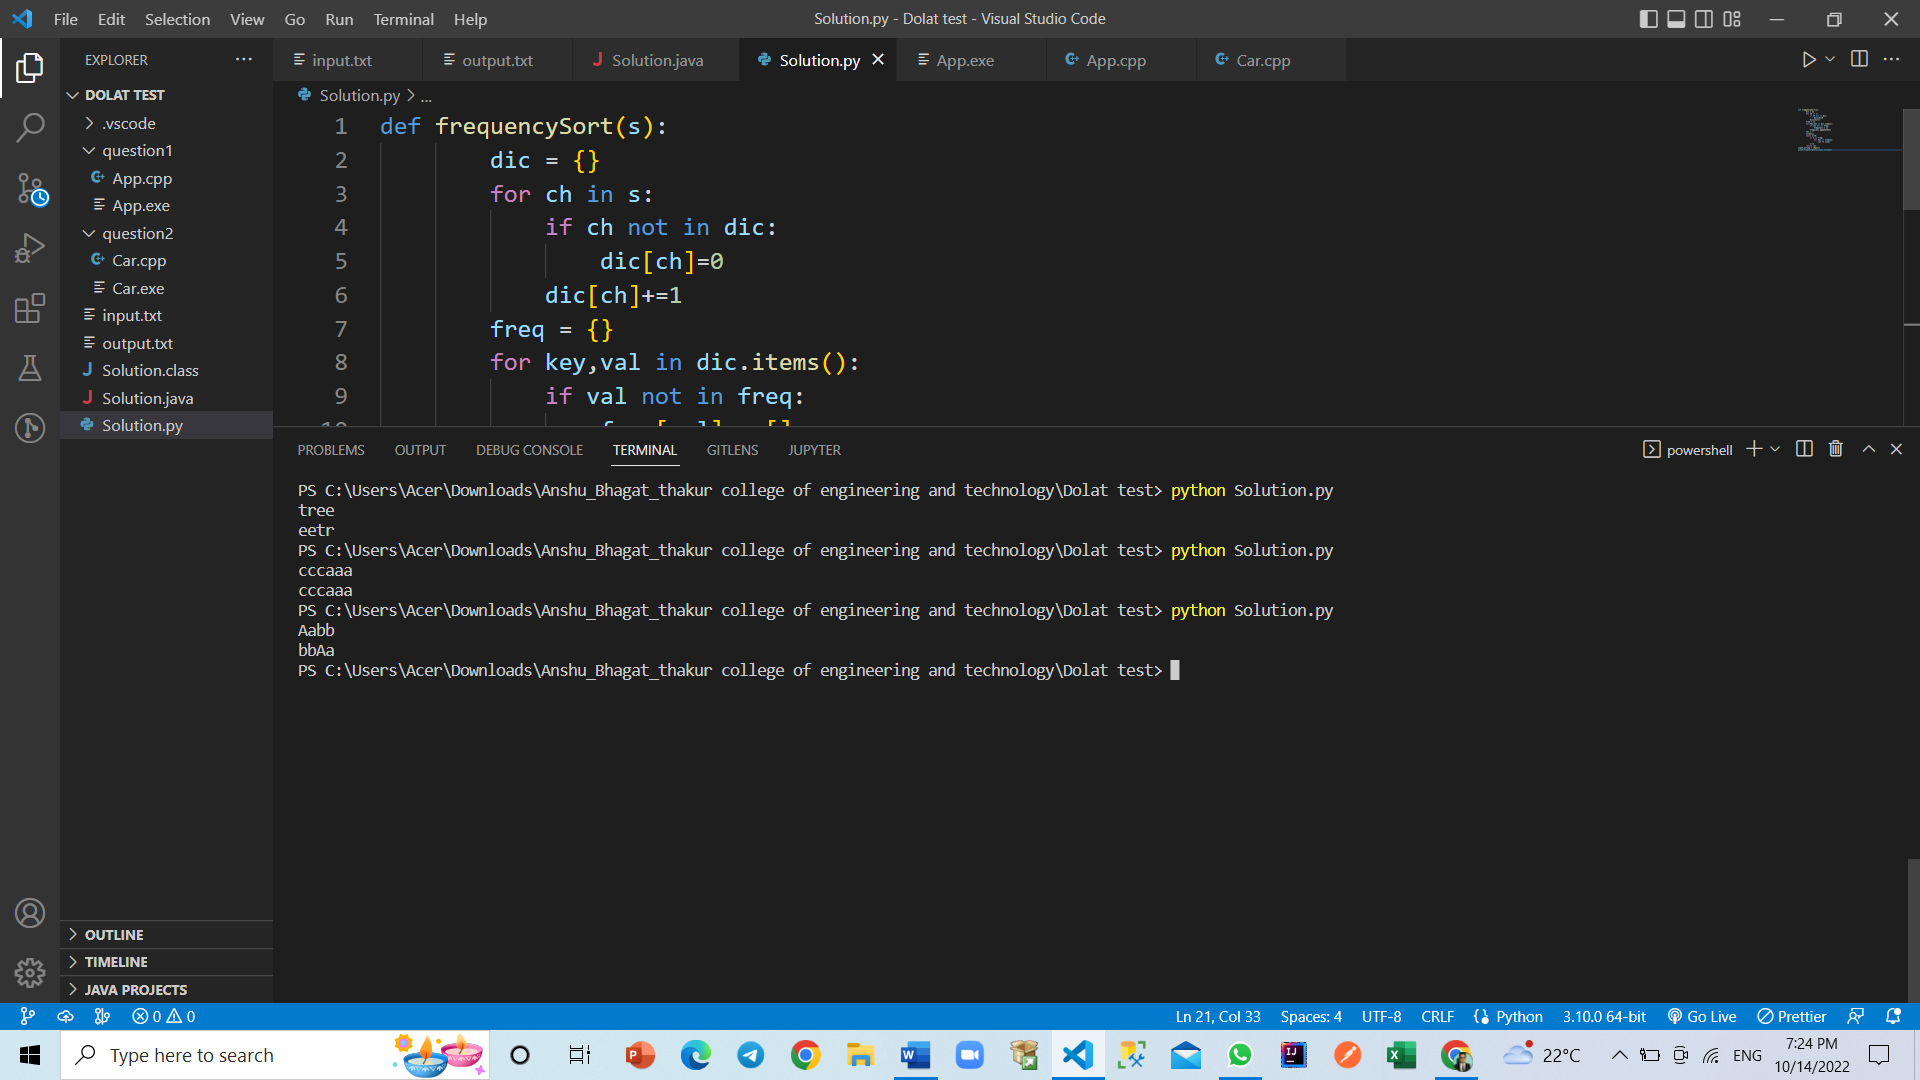 File Edit Selection View Go Run Terminal Help
Solution.py - Dolat test - Visual Studio Code
EXPLORER
DOLAT TEST
.vscode
question1
App.cpp
App.exe
question2
Car.cpp
Car.exe
input.txt
output.txt
Solution.class
Solution.java
Solution.py
OUTLINE
TIMELINE
JAVA PROJECTS
input.txt output.txt Solution.java Solution.py App.exe App.cpp Car.cpp
Solution.py > ...
1 def frequencySort(s):
2 dic = {}
3 for ch in s:
4 if ch not in dic:
5 dic[ch]=0
6 dic[ch]+=1
7 freq = {}
8 for key,val in dic.items():
9 if val not in freq:
PROBLEMS OUTPUT DEBUG CONSOLE TERMINAL GITLENS JUPYTER
powershell
PS C:\Users\Acer\Downloads\Anshu_Bhagat_thakur college of engineering and technology\Dolat test> python Solution.py
tree
eetr
PS C:\Users\Acer\Downloads\Anshu_Bhagat_thakur college of engineering and technology\Dolat test> python Solution.py
cccaaa
cccaaa
PS C:\Users\Acer\Downloads\Anshu_Bhagat_thakur college of engineering and technology\Dolat test> python Solution.py
Aabb
bbAa
PS C:\Users\Acer\Downloads\Anshu_Bhagat_thakur college of engineering and technology\Dolat test>
0 0
Ln 21, Col 33 Spaces: 4 UTF-8 CRLF Python 3.10.0 64-bit Go Live Prettier
Type here to search
22°C
ENG
7:24 PM
10/14/2022